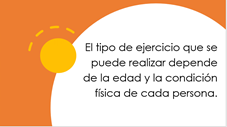 El tipo de ejercicio que se
puede realizar depende
de la edad y la condición
física de cada persona.